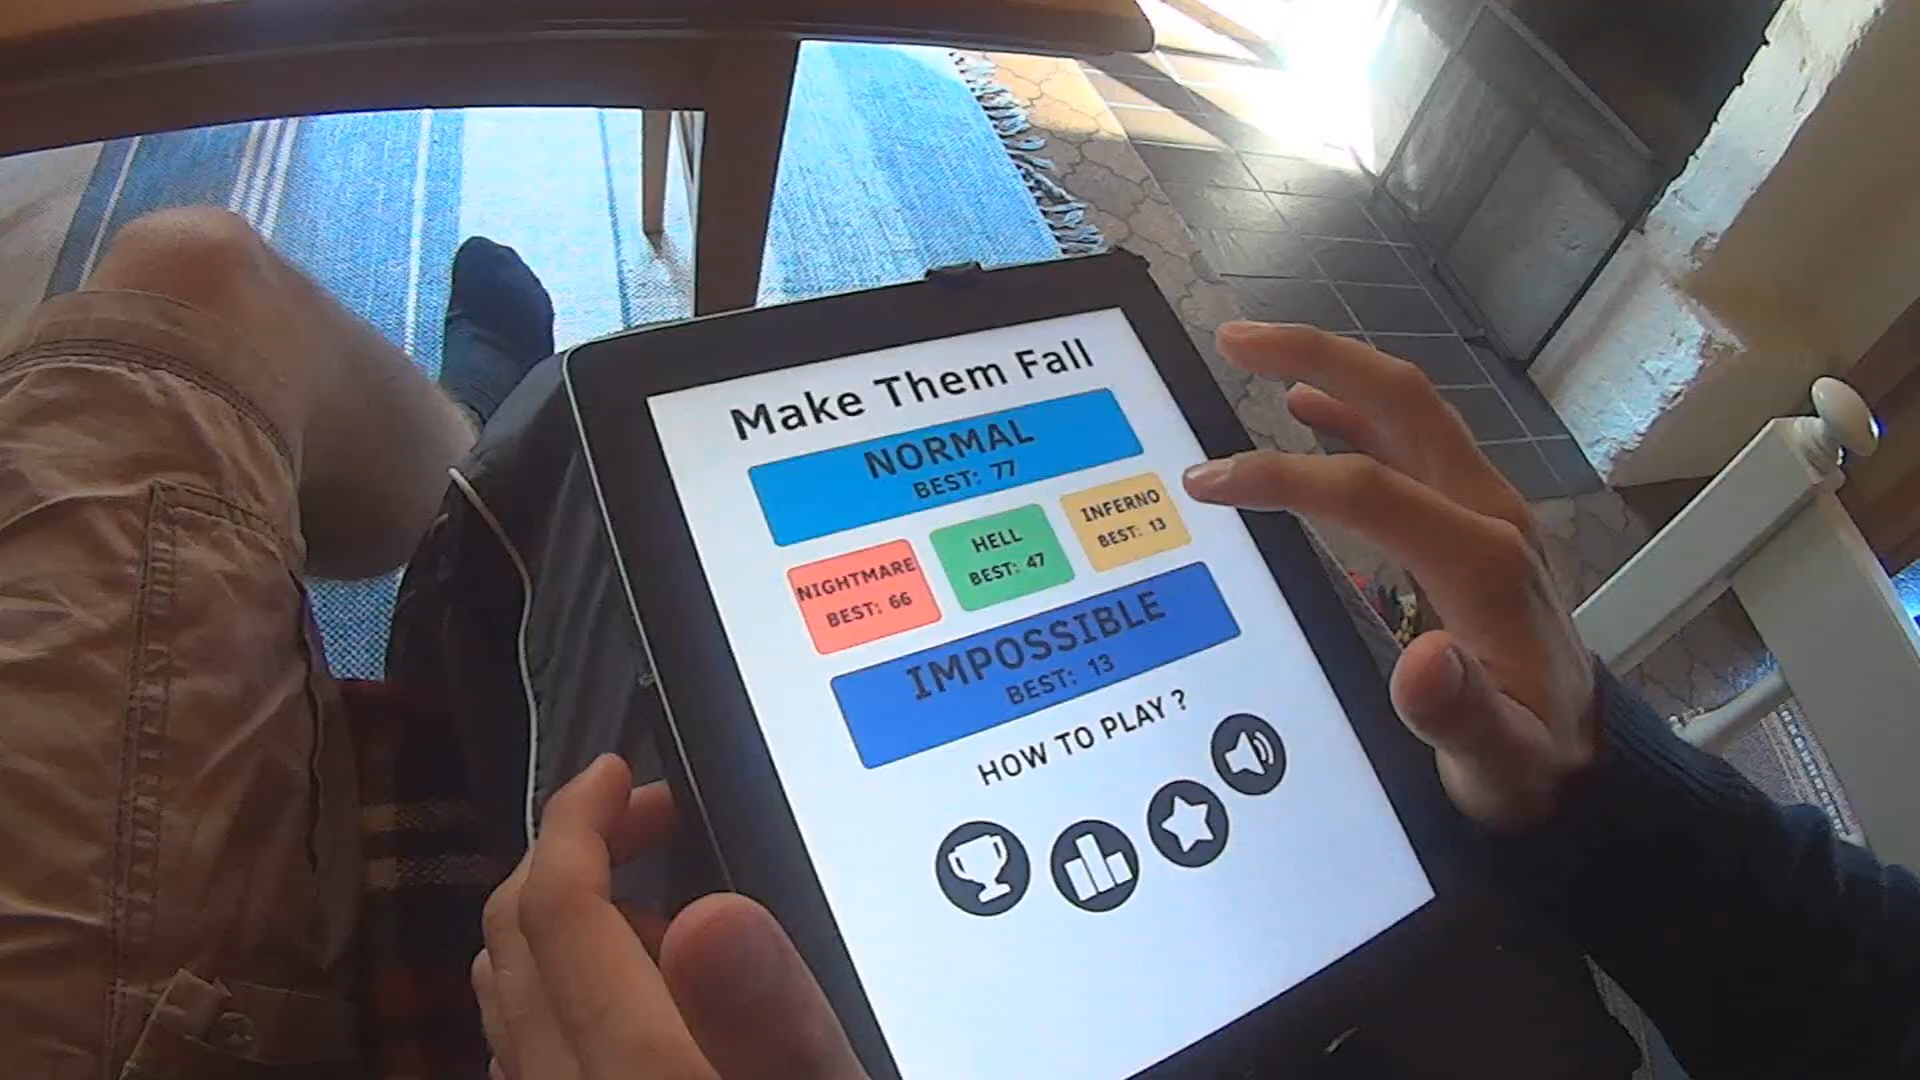 Make Them Fall
NORMAL
BEST: 77
NIGHTMARE
BEST: 66
HELL
BEST: 47
INFERNO
BEST: 13
IMPOSSIBLE
BEST: 13
HOW TO PLAY ?